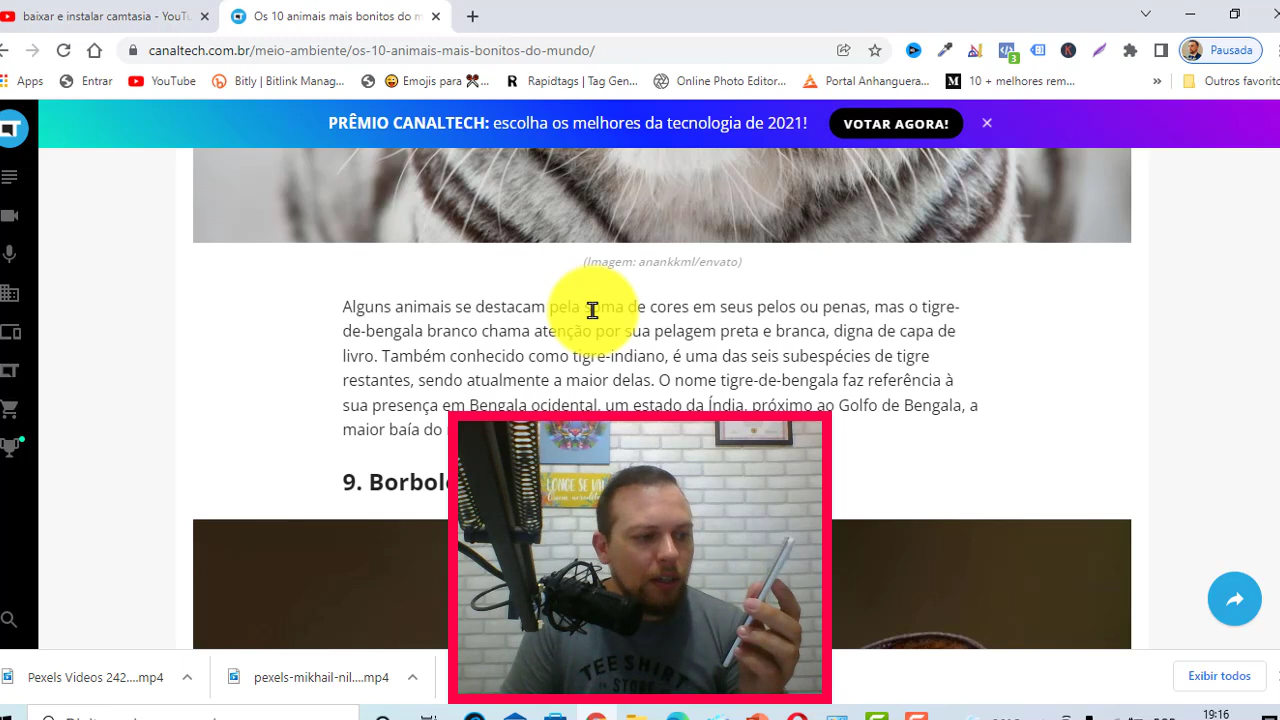 baixar e instalar camtasia - YouTu
Os 10 animais mais bonitos do m
canaltech.com.br/meio-ambiente/os-10-animais-mais-bonitos-do-mundo/
3
K
Pausada
Apps
Entrar
YouTube
Bitly | Bitlink Manag...
Emojis para
R Rapidtags | Tag Gen...
Online Photo Editor...
Portal Anhanguera...
M 10 + melhores rem...
»
Outros favorito
PRÊMIO CANALTECH: escolha os melhores da tecnologia de 2021!
VOTAR AGORA!
(Imagem: anankkml/envato)
Alguns animais se destacam pela soma de cores em seus pelos ou penas, mas o tigre-
de-bengala branco chama atenção por sua pelagem preta e branca, digna de capa de
livro. Também conhecido como tigre-indiano, é uma das seis subespécies de tigre
restantes, sendo atualmente a maior delas. O nome tigre-de-bengala faz referência à
sua presença em Bengala ocidental, um estado da Índia, próximo ao Golfo de Bengala, a
maior baía do
9. Borbol
LONGE SE VAI
TEE SHIRT
Pexels Videos 242....mp4
pexels-mikhail-nil....mp4
Exibir todos
19:16